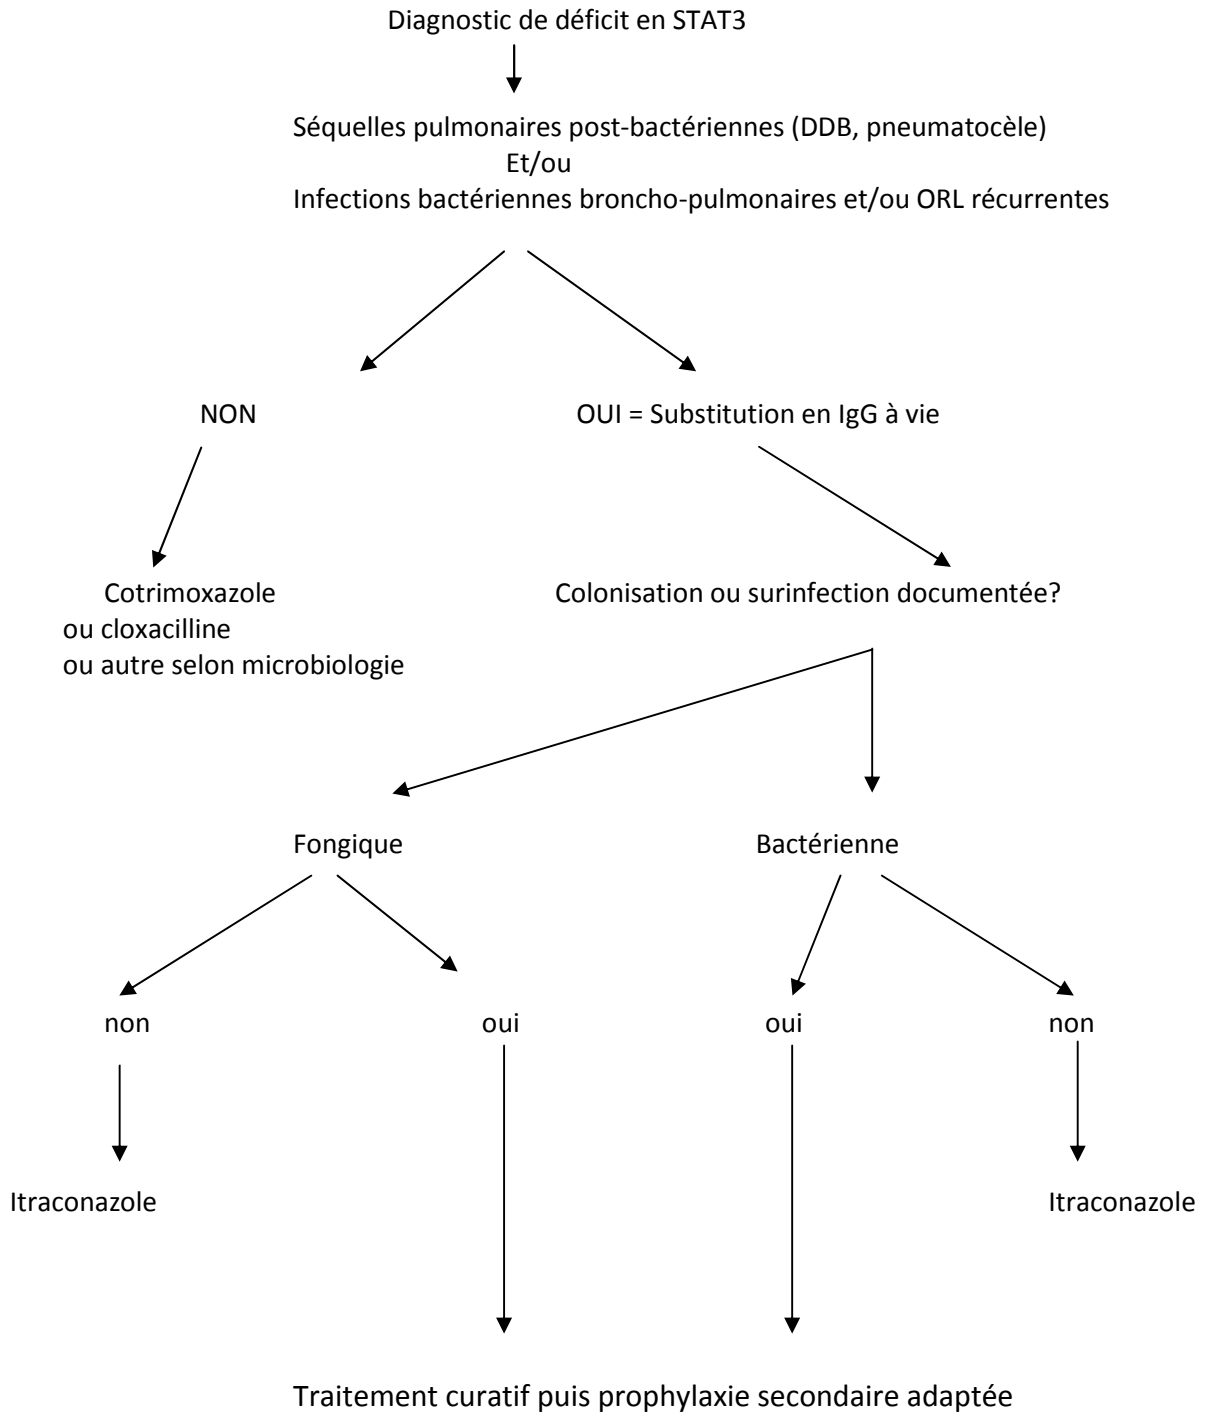 Diagnostic de déficit en STAT3
Séquelles pulmonaires post-bactériennes (DDB, pneumatocèle)
Et/ou
Infections bactériennes broncho-pulmonaires et/ou ORL récurrentes
NON
OUI = Substitution en IgG à vie
Cotrimoxazole
ou cloxacilline
ou autre selon microbiologie
Colonisation ou surinfection documentée?
Fongique
Bactérienne
non
oui
oui
non
Itraconazole
Itraconazole
Traitement curatif puis prophylaxie secondaire adaptée